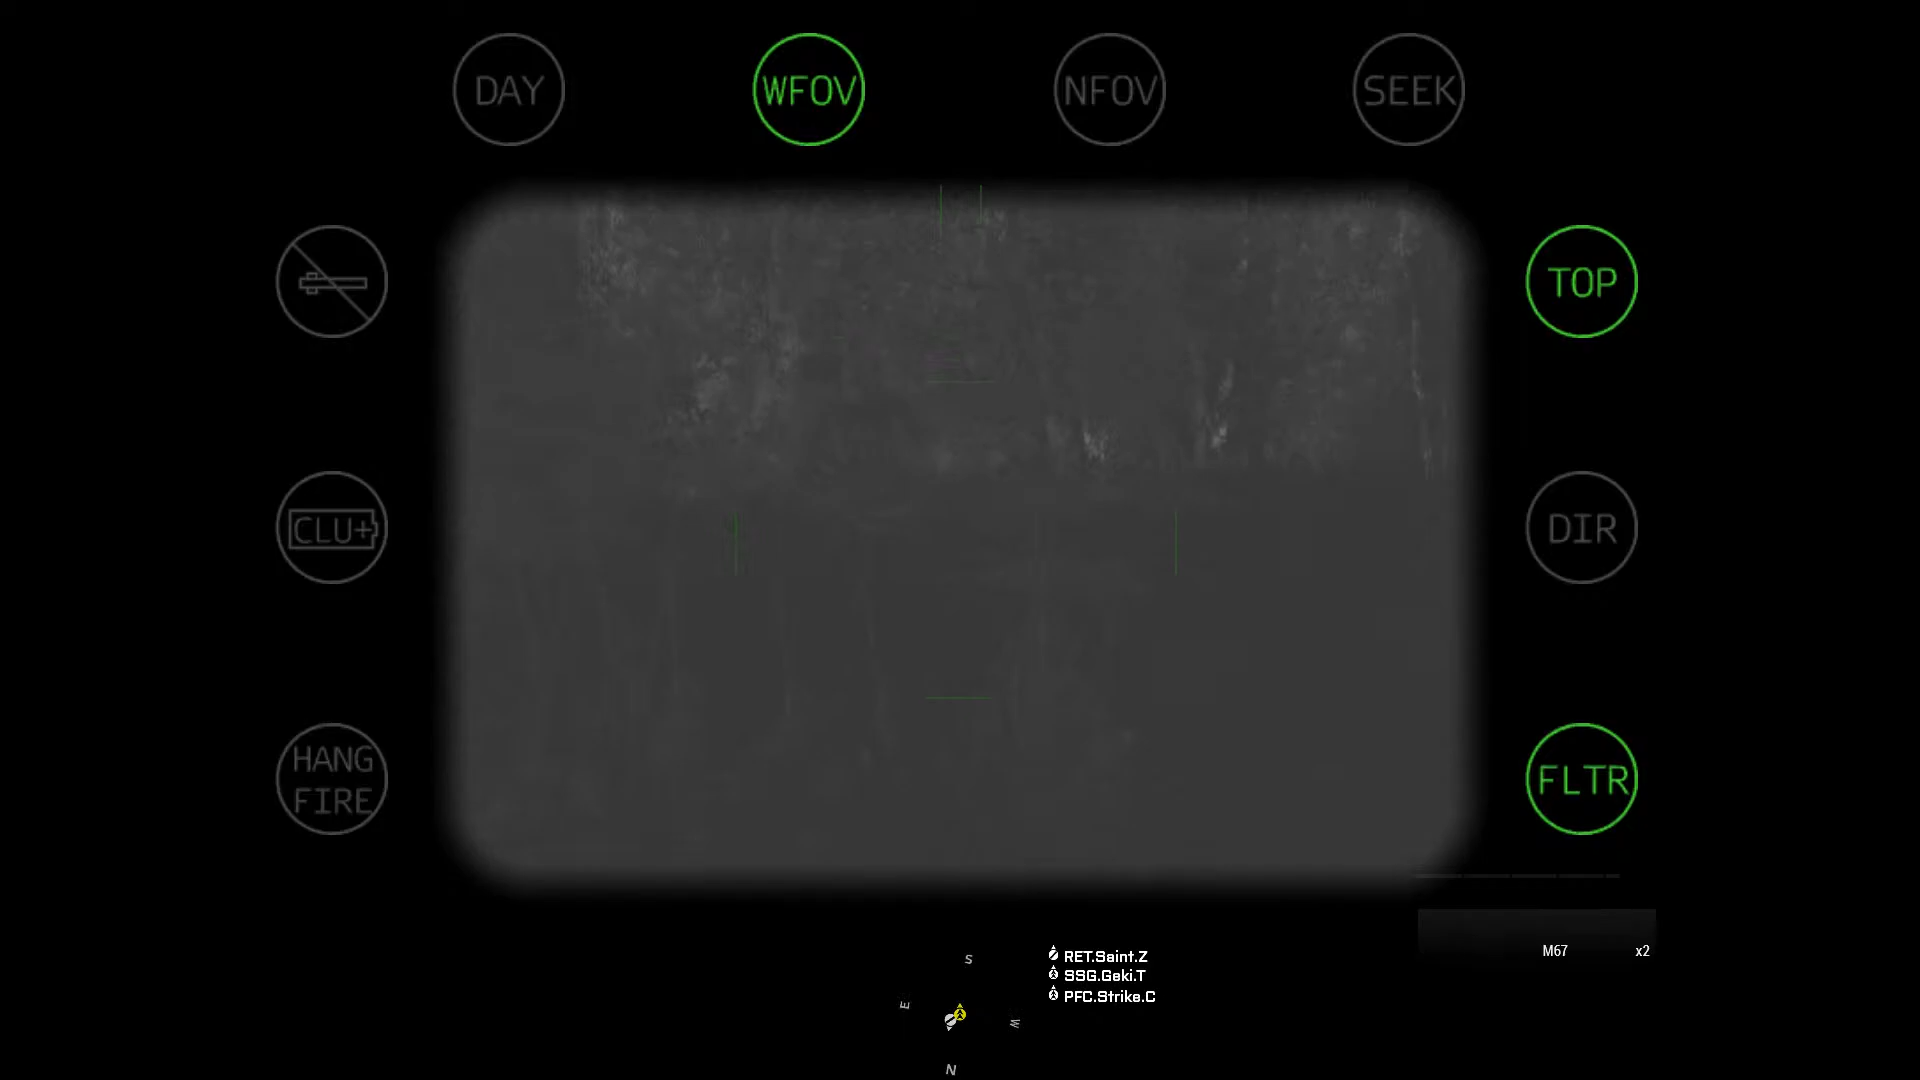 DAY
WFOV
NFOV
SEEK
TOP
CLU+
DIR
HANG
FIRE
FLTR
M67 x2
S
E
W
N
RET.Saint.Z
SSG.Geki.T
PFC.Strike.C